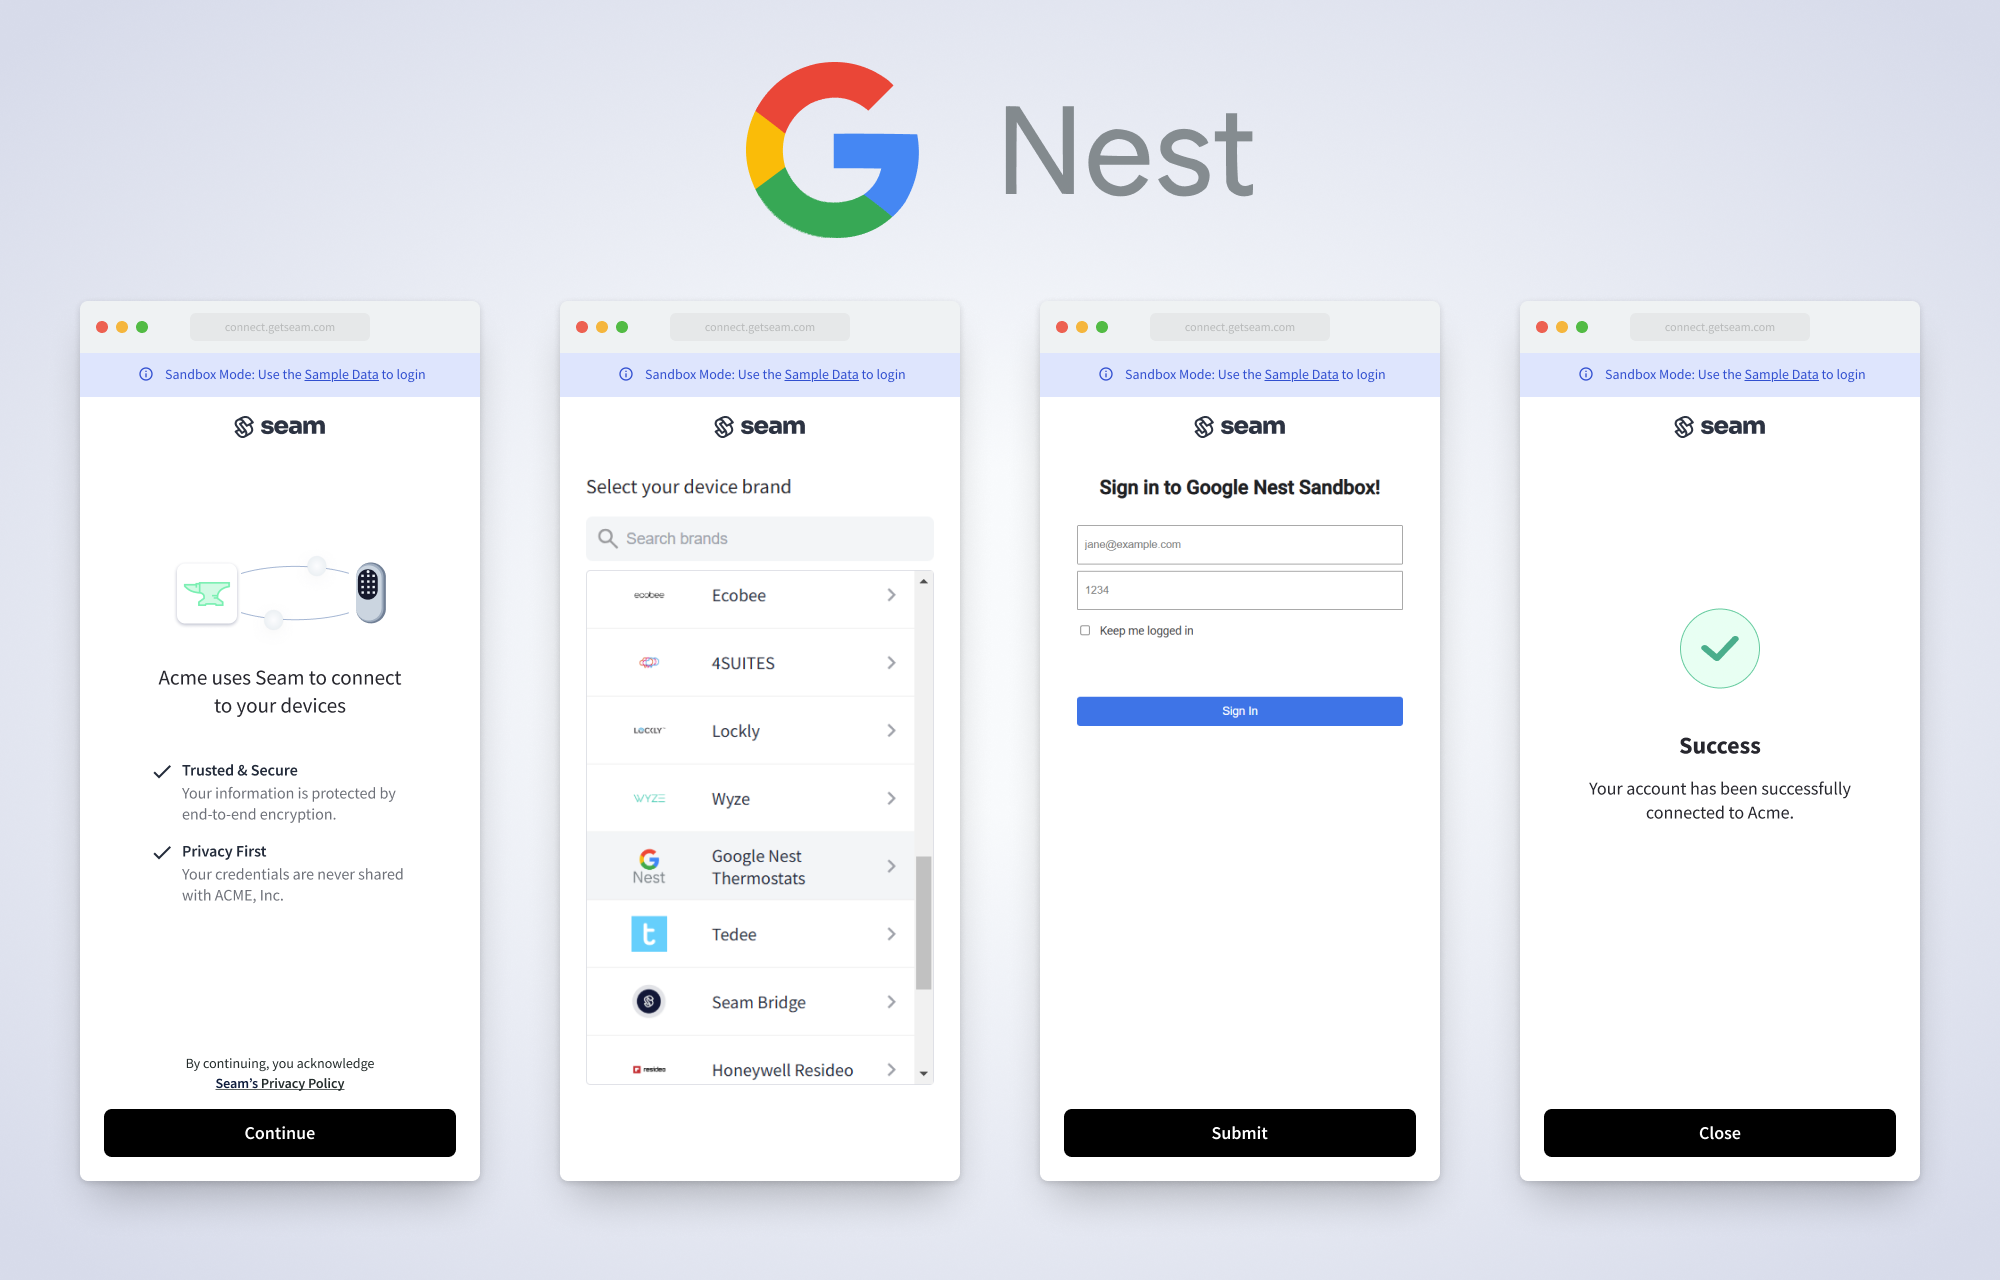 Nest
connect.getseam.com
Sandbox Mode: Use the Sample Data to login
seam
Acme uses Seam to connect
to your devices
Trusted & Secure
Your information is protected by
end-to-end encryption.
Privacy First
Your credentials are never shared
with ACME, Inc.
By continuing, you acknowledge
Seam's Privacy Policy
Continue
connect.getseam.com
Sandbox Mode: Use the Sample Data to login
seam
Select your device brand
Search brands
ecobee Ecobee
4SUITES
LOCKLY Lockly
WYZE Wyze
G Nest Google Nest
Thermostats
t Tedee
Seam Bridge
resideo Honeywell Resideo
connect.getseam.com
Sandbox Mode: Use the Sample Data to login
seam
Sign in to Google Nest Sandbox!
jane@example.com
1234
Keep me logged in
Sign In
Submit
connect.getseam.com
Sandbox Mode: Use the Sample Data to login
seam
Success
Your account has been successfully
connected to Acme.
Close